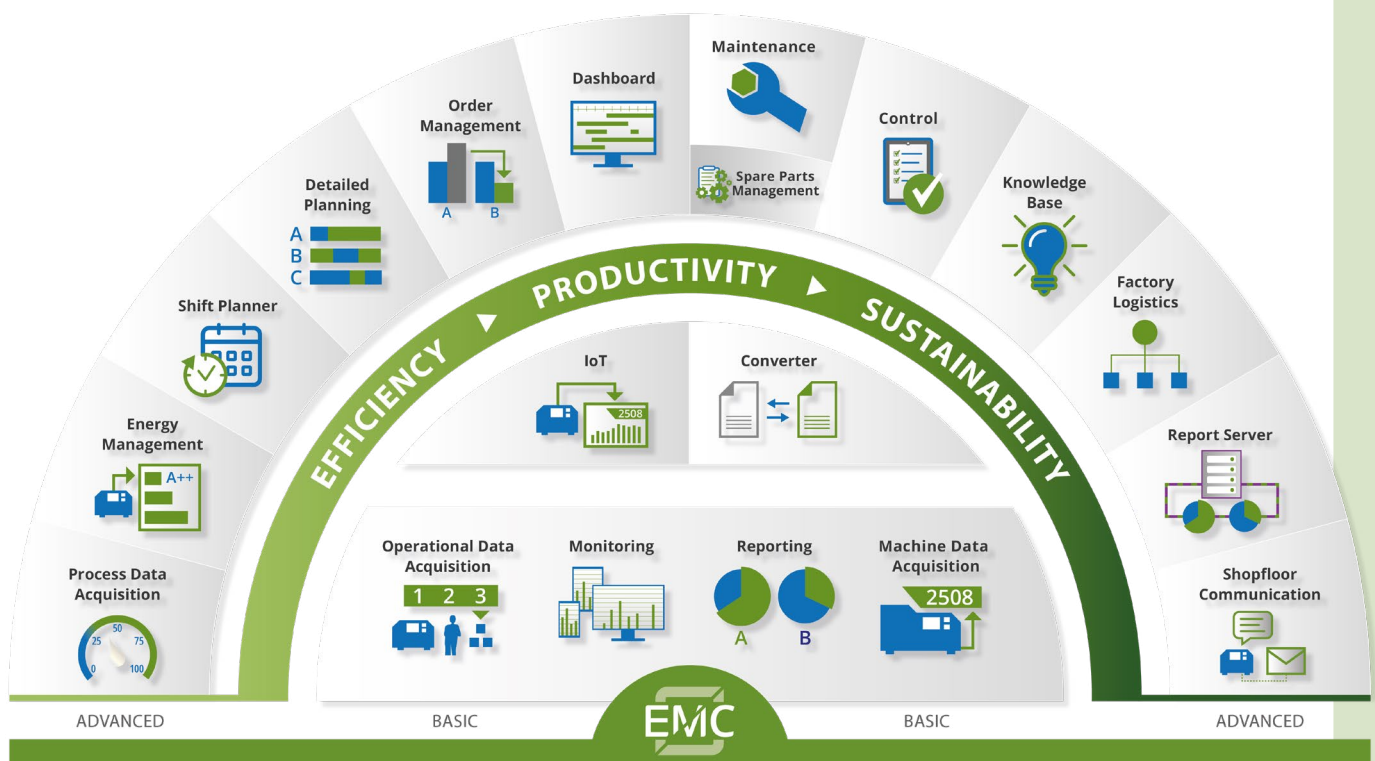 Maintenance
Dashboard
Order
Management
A
B
Spare Parts
Management
Control
Detailed
Planning
A
B
C
Knowledge
Base
Shift Planner
Factory
Logistics
Energy
Management
A++
Report Server
Process Data
Acquisition
0
25
50
75
100
Shopfloor
Communication
EFFICIENCY
PRODUCTIVITY
SUSTAINABILITY
IoT
2508
Converter
Operational Data
Acquisition
1 2 3
Monitoring
Reporting
A
B
Machine Data
Acquisition
2508
ADVANCED
BASIC
EMC
BASIC
ADVANCED